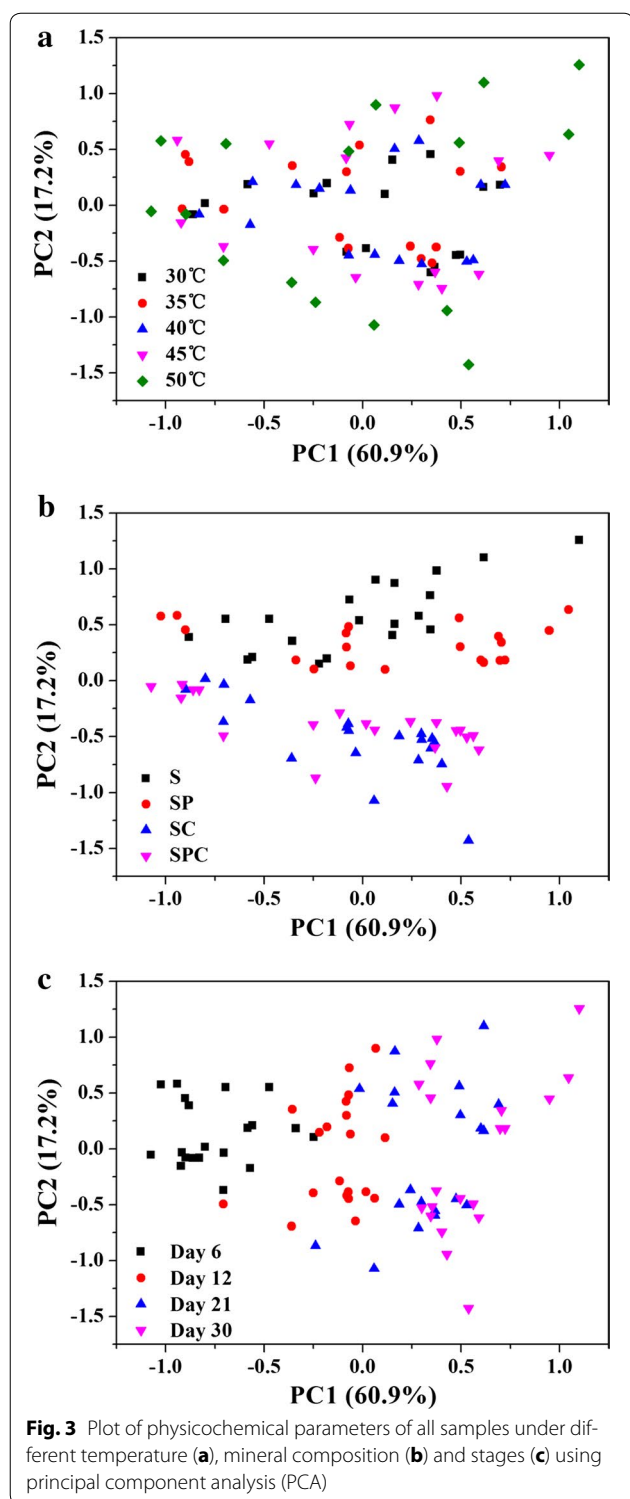 a
1.5
1.0
0.5
0.0
-0.5
-1.0
-1.5
PC2 (17.2%)
30℃
35℃
40℃
45℃
50℃
-1.0
-0.5
0.0
0.5
1.0
PC1 (60.9%)
b
1.5
1.0
0.5
0.0
-0.5
-1.0
-1.5
PC2 (17.2%)
S
SP
SC
SPC
-1.0
-0.5
0.0
0.5
1.0
PC1 (60.9%)
c
1.5
1.0
0.5
0.0
-0.5
-1.0
-1.5
PC2 (17.2%)
Day 6
Day 12
Day 21
Day 30
-1.0
-0.5
0.0
0.5
1.0
PC1 (60.9%)
Fig. 3 Plot of physicochemical parameters of all samples under dif-
ferent temperature (a), mineral composition (b) and stages (c) using
principal component analysis (PCA)